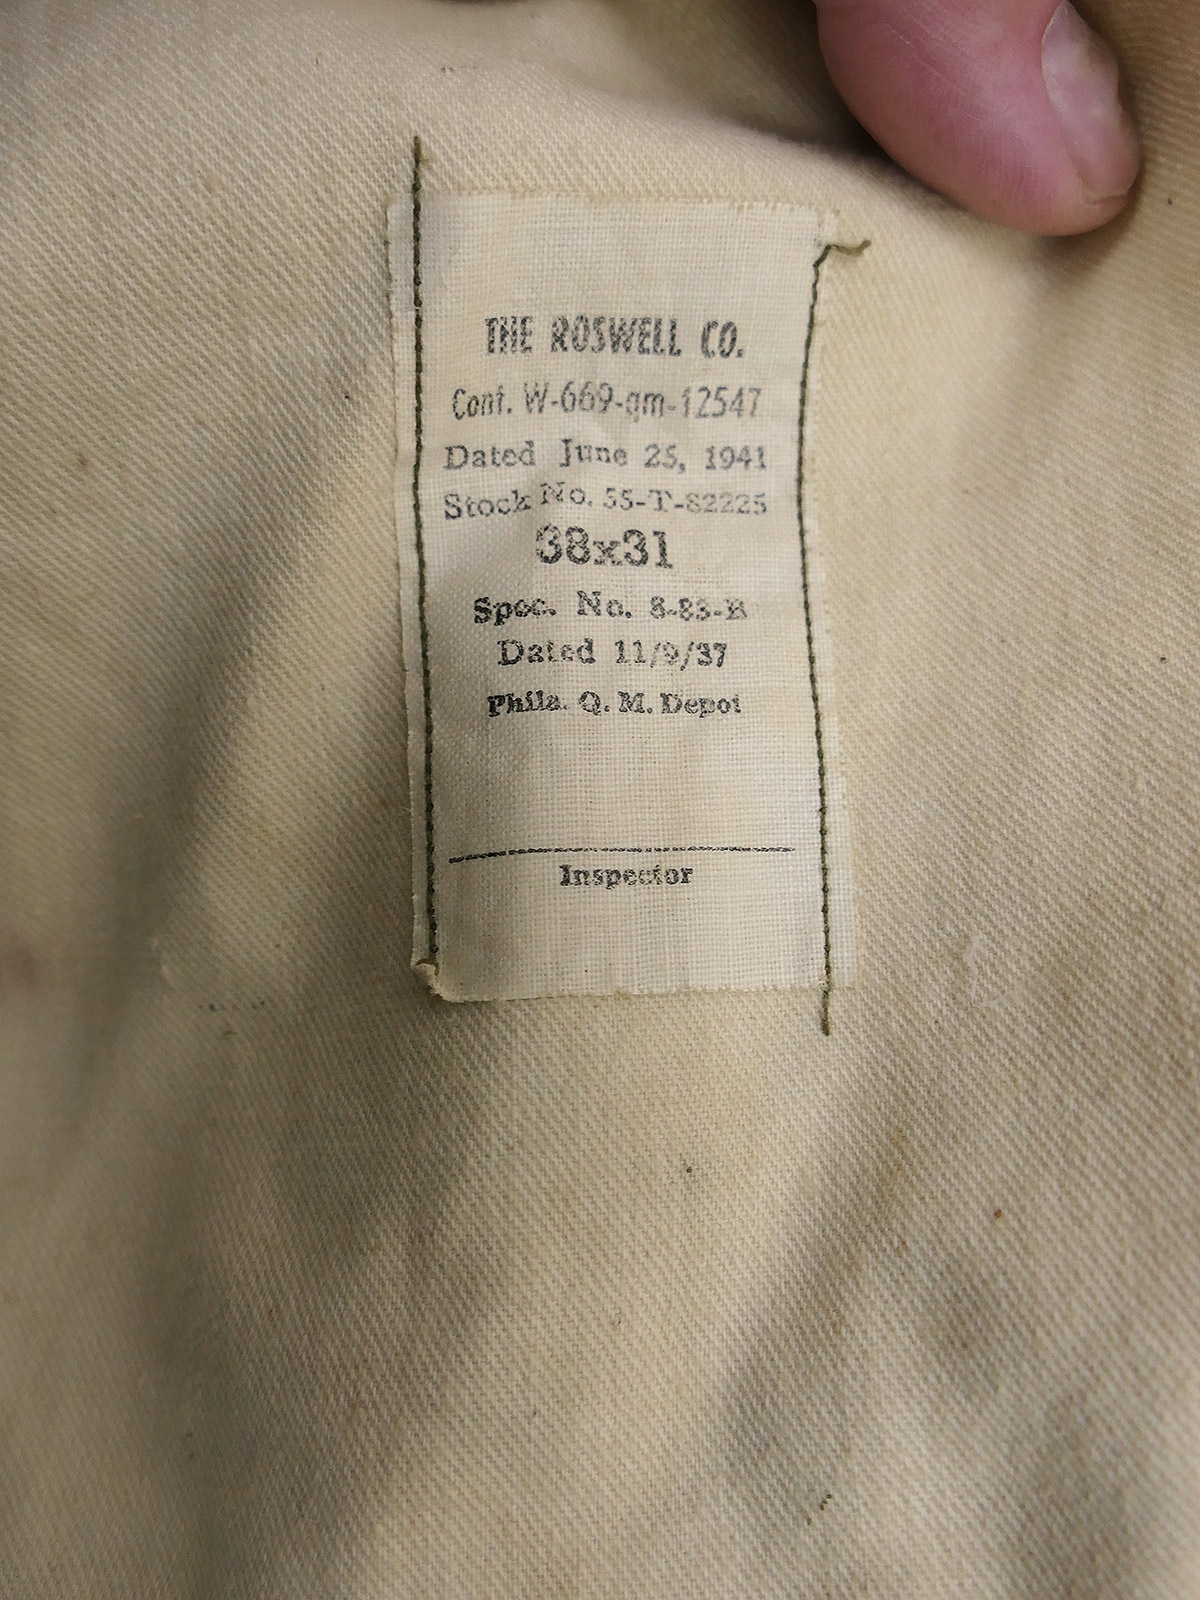 THE ROSWELL CO.
Cont. W-669-qm-12547
Dated June 25, 1941
Stock No. 55-T-82225
38x31
Spec. No. 8-83-B
Dated 11/9/37
Phila. Q. M. Depot
Inspector